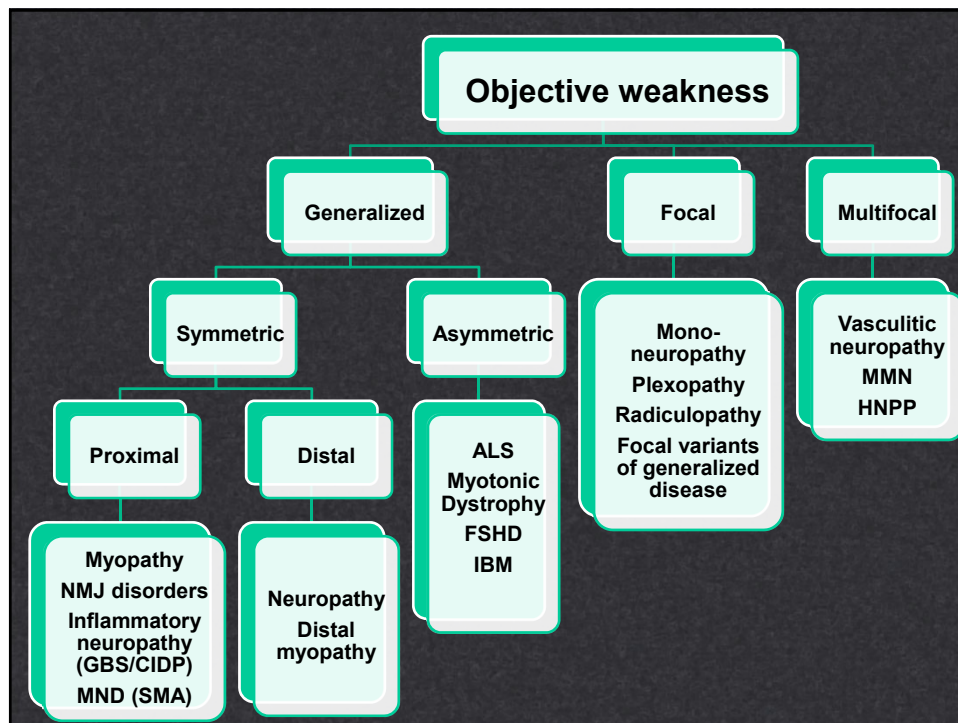 Objective weakness
Generalized
Focal
Multifocal
Symmetric
Asymmetric
Mono-
neuropathy
Plexopathy
Radiculopathy
Focal variants
of generalized
disease
Vasculitic
neuropathy
MMN
HNPP
Proximal
Distal
ALS
Myotonic
Dystrophy
FSHD
IBM
Myopathy
NMJ disorders
Inflammatory
neuropathy
(GBS/CIDP)
MND (SMA)
Neuropathy
Distal
myopathy